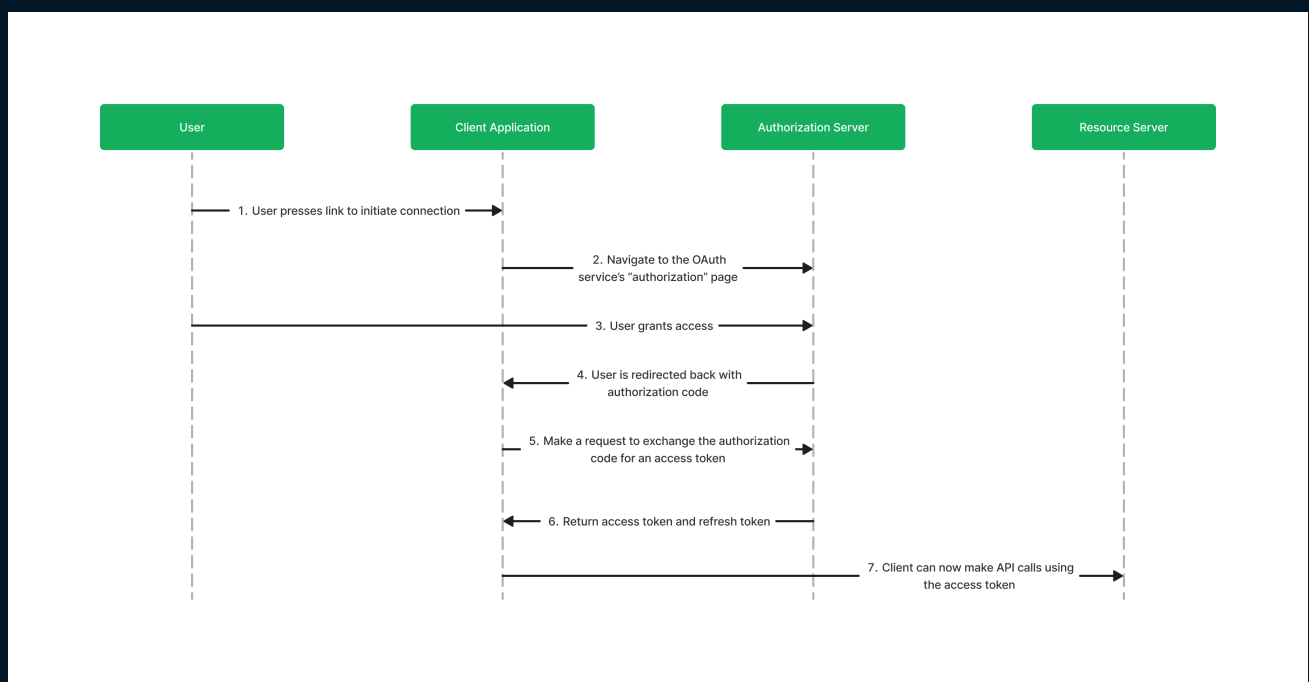 User
Client Application
Authorization Server
Resource Server
1. User presses link to initiate connection
2. Navigate to the OAuth
service’s “authorization” page
3. User grants access
4. User is redirected back with
authorization code
5. Make a request to exchange the authorization
code for an access token
6. Return access token and refresh token
7. Client can now make API calls using
the access token